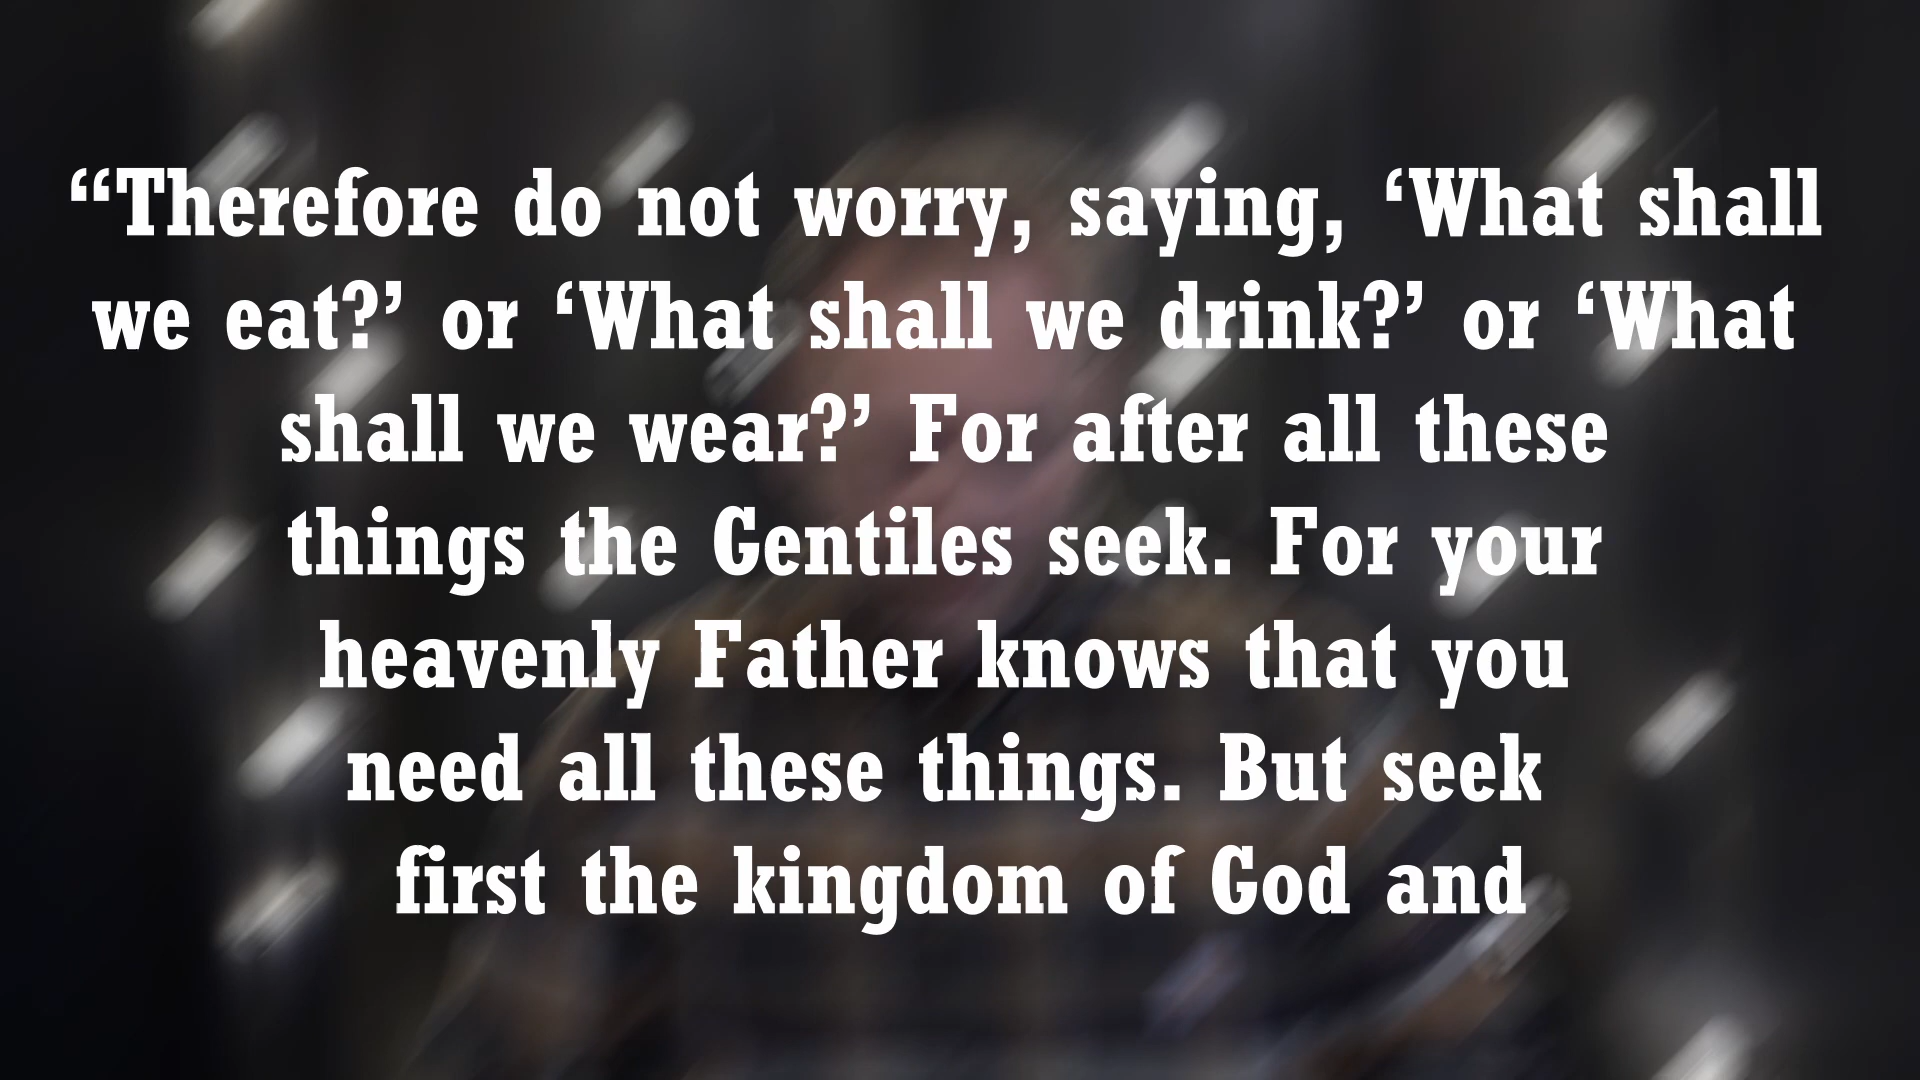 “Therefore do not worry, saying, ‘What shall
we eat?’ or ‘What shall we drink?’ or ‘What
shall we wear?’ For after all these
things the Gentiles seek. For your
heavenly Father knows that you
need all these things. But seek
first the kingdom of God and